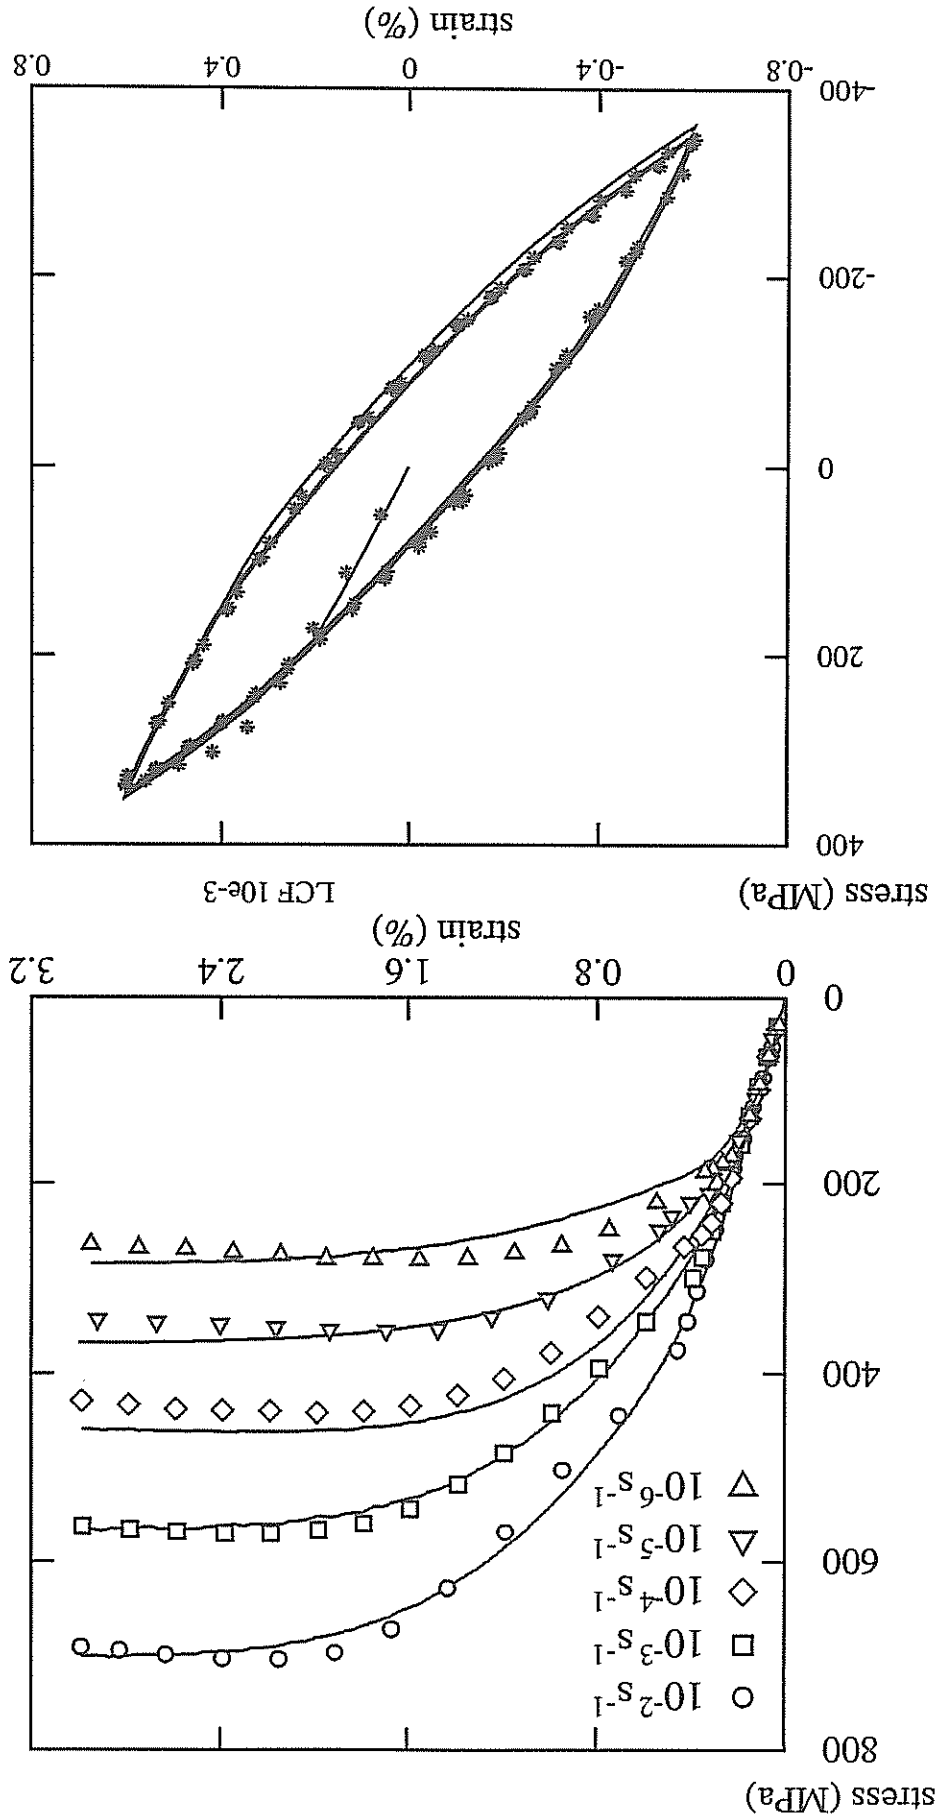 stress (MPa)
800
10⁻² s⁻¹
10⁻³ s⁻¹
10⁻⁴ s⁻¹
10⁻⁵ s⁻¹
10⁻⁶ s⁻¹
600
400
200
0
0 0.8 1.6 2.4 3.2
strain (%)
stress (MPa) LCF 10e-3
400
200
0
-200
-400
-0.8 -0.4 0 0.4 0.8
strain (%)